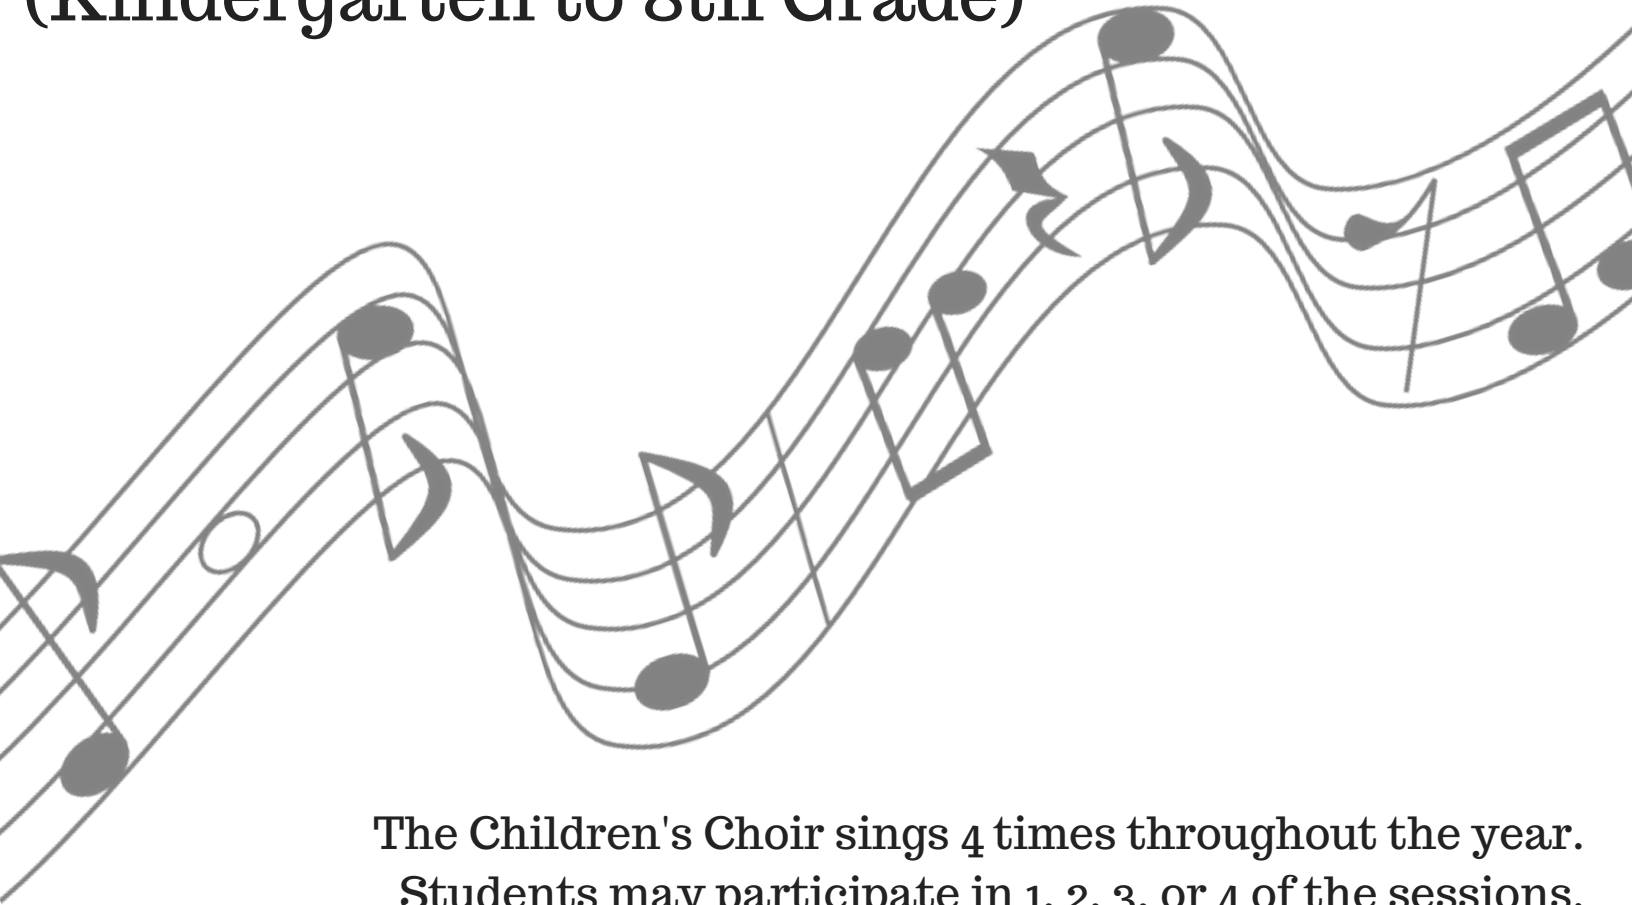 (Kindergarten to 8th Grade)
The Children's Choir sings 4 times throughout the year.
Students may participate in 1, 2, 3, or 4 of the sessions.